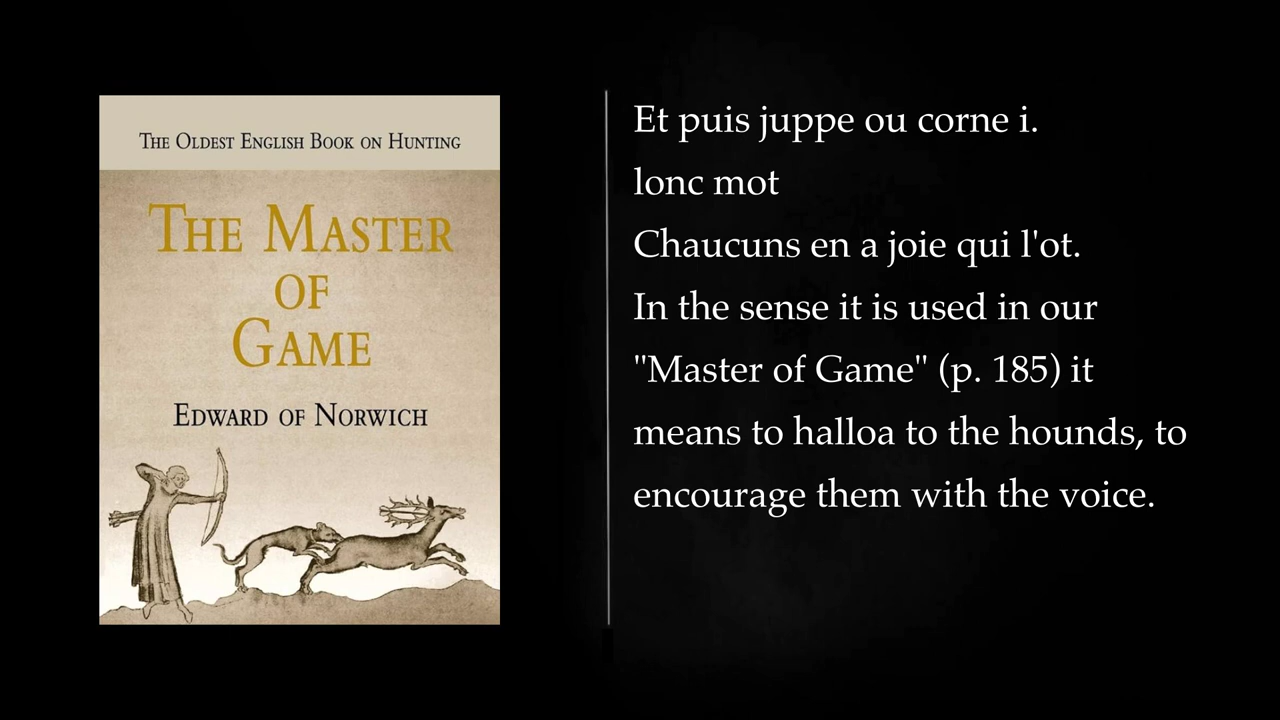 The Oldest English Book on Hunting
The Master
of
Game
Edward of Norwich
Et puis juppe ou corne i.
lonc mot
Chaucuns en a joie qui l'ot.
In the sense it is used in our
"Master of Game" (p. 185) it
means to halloa to the hounds, to
encourage them with the voice.